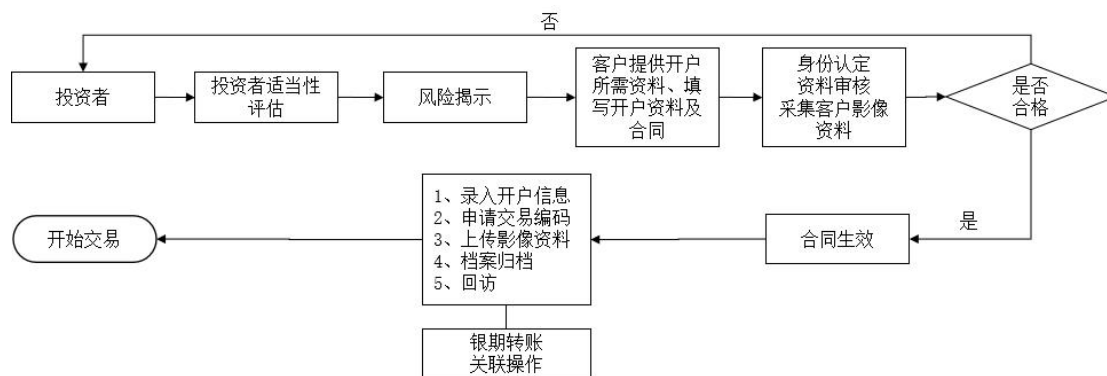 否
投资者
投资者适当性
评估
风险揭示
客户提供开户
所需资料、填
写开户资料及
合同
身份认定
资料审核
采集客户影像
资料
是否
合格
是
合同生效
1、录入开户信息
2、申请交易编码
3、上传影像资料
4、档案归档
5、回访
开始交易
银期转账
关联操作